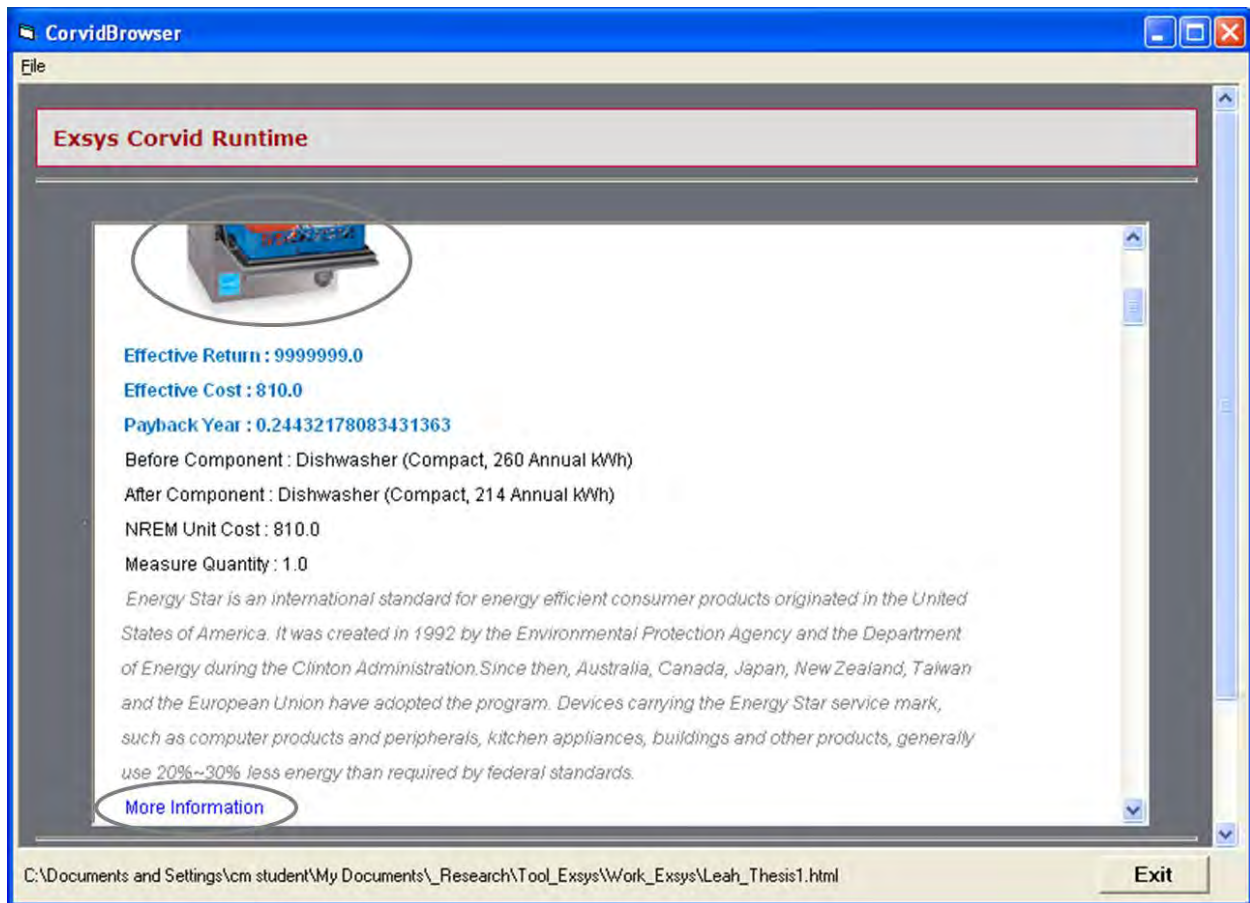 CorvidBrowser
File
Exsys Corvid Runtime
Effective Return : 9999999.0
Effective Cost : 810.0
Payback Year : 0.24432178083431363
Before Component : Dishwasher (Compact, 260 Annual kWh)
After Component : Dishwasher (Compact, 214 Annual kWh)
NREM Unit Cost : 810.0
Measure Quantity : 1.0
Energy Star is an international standard for energy efficient consumer products originated in the United
States of America. It was created in 1992 by the Environmental Protection Agency and the Department
of Energy during the Clinton Administration.Since then, Australia, Canada, Japan, New Zealand, Taiwan
and the European Union have adopted the program. Devices carrying the Energy Star service mark,
such as computer products and peripherals, kitchen appliances, buildings and other products, generally
use 20%~30% less energy than required by federal standards.
More Information
C:\Documents and Settings\cm student\My Documents\_Research\Tool_Exsys\Work_Exsys\Leah_Thesis1.html
Exit